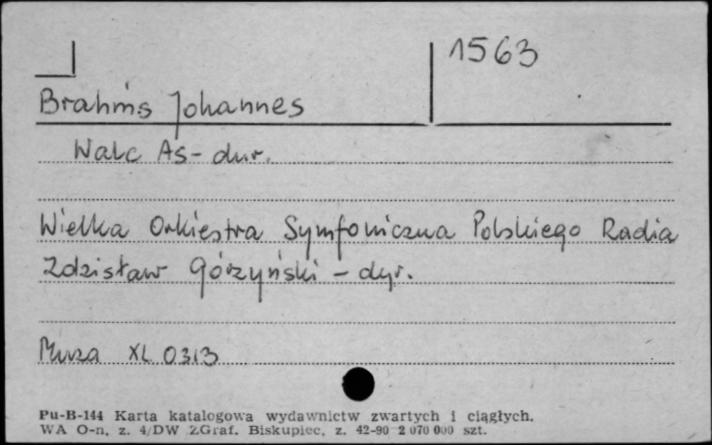 1563
Brahms Johannes
Walc As-dur.
Wielka Orkiestra Symfoniczna Polskiego Radia
Zdzisław Górzyński - dyr.
Muza XL 0313
Pu-B-144 Karta katalogowa wydawnictw zwartych i ciągłych.
WA O-n, z. 4/DW ZGraf. Biskupiec, z. 42-90 2 070 000 szt.